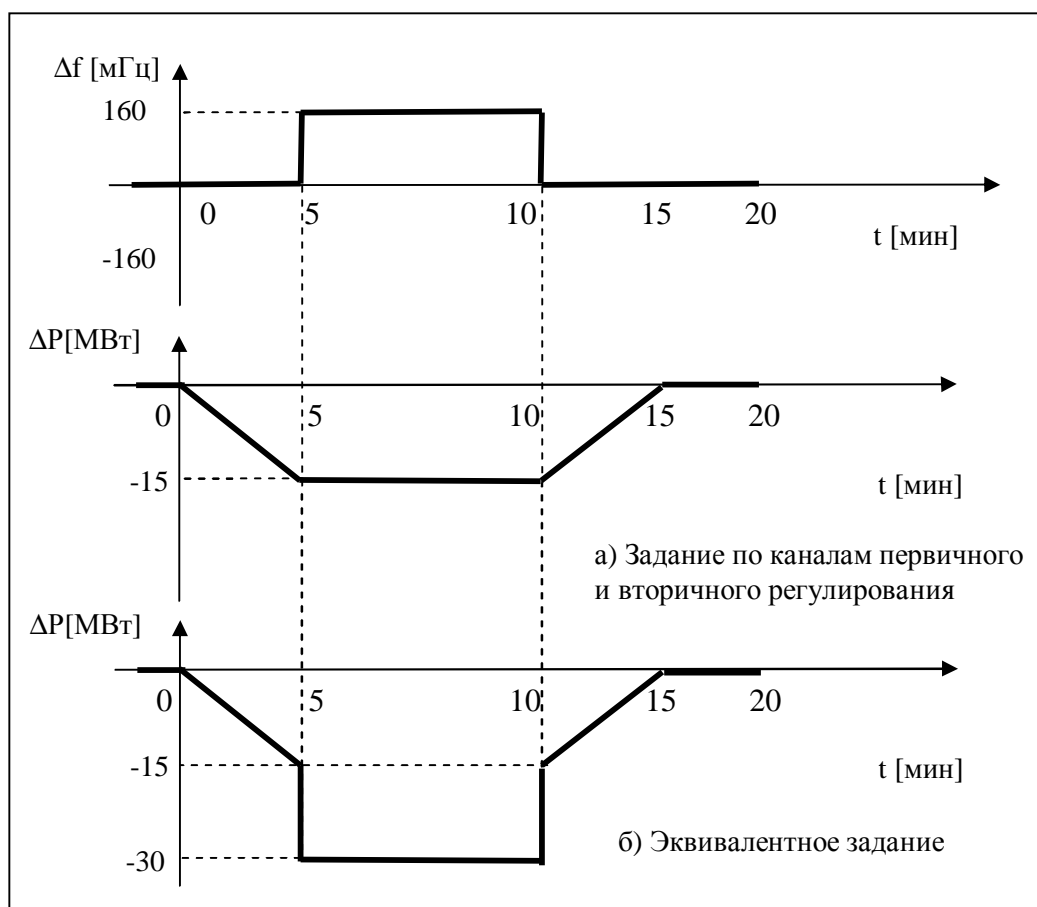 Δf [мГц]
160
0 5 10 15 20
t [мин]
-160
ΔP[МВт]
0 5 10 15 20
-15
t [мин]
а) Задание по каналам первичного
и вторичного регулирования
ΔP[МВт]
0 5 10 15 20
-15
t [мин]
б) Эквивалентное задание
-30